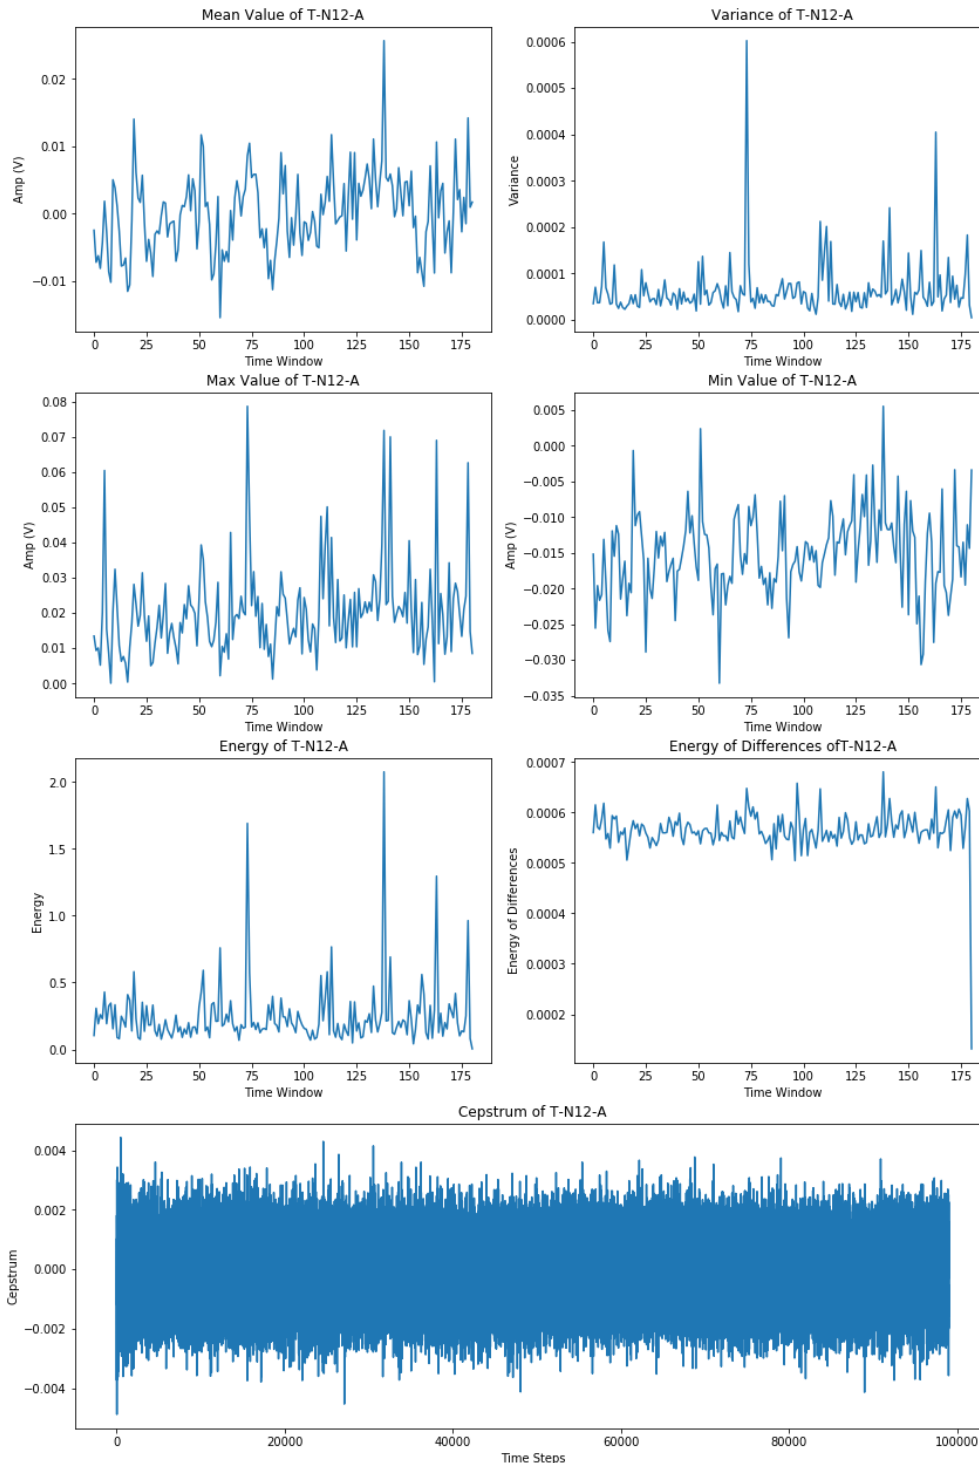 Mean Value of T-N12-A
Amp (V)
0.02
0.01
0.00
−0.01
0 25 50 75 100 125 150 175
Time Window
Variance of T-N12-A
Variance
0.0006
0.0005
0.0004
0.0003
0.0002
0.0001
0.0000
0 25 50 75 100 125 150 175
Time Window
Max Value of T-N12-A
Amp (V)
0.08
0.07
0.06
0.05
0.04
0.03
0.02
0.01
0.00
0 25 50 75 100 125 150 175
Time Window
Min Value of T-N12-A
Amp (V)
0.005
0.000
−0.005
−0.010
−0.015
−0.020
−0.025
−0.030
−0.035
0 25 50 75 100 125 150 175
Time Window
Energy of T-N12-A
Energy
2.0
1.5
1.0
0.5
0.0
0 25 50 75 100 125 150 175
Time Window
Energy of Differences ofT-N12-A
Energy of Differences
0.0007
0.0006
0.0005
0.0004
0.0003
0.0002
0 25 50 75 100 125 150 175
Time Window
Cepstrum of T-N12-A
Cepstrum
0.004
0.002
0.000
−0.002
−0.004
0 20000 40000 60000 80000 100000
Time Steps